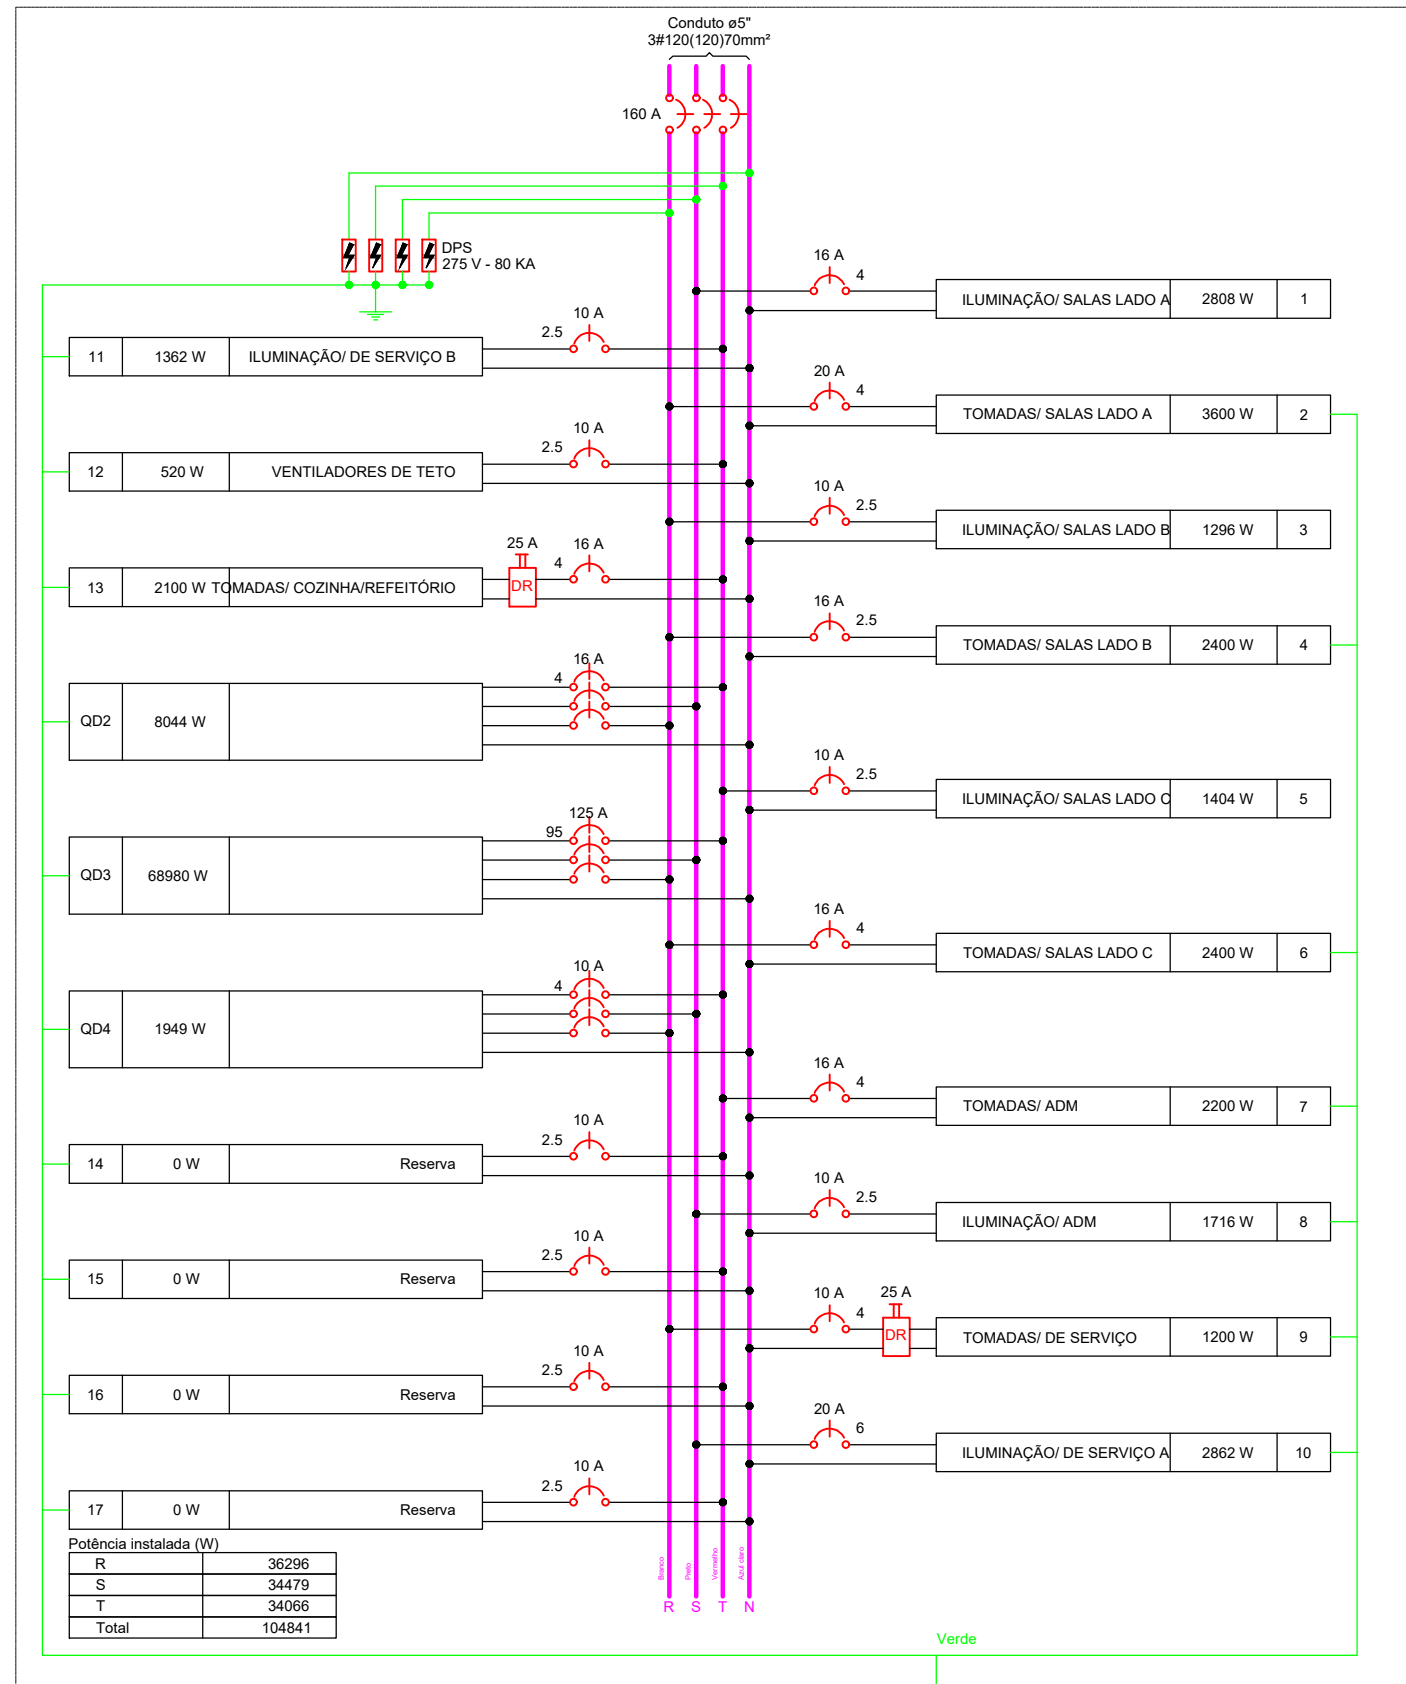 Conduto ø5"
3#120(120)70mm²
160 A
DPS
275 V - 80 KA
16 A
4
ILUMINAÇÃO/ SALAS LADO A 2808 W 1
10 A
2.5
11 1362 W ILUMINAÇÃO/ DE SERVIÇO B
20 A
4
TOMADAS/ SALAS LADO A 3600 W 2
10 A
2.5
12 520 W VENTILADORES DE TETO
10 A
2.5
ILUMINAÇÃO/ SALAS LADO B 1296 W 3
25 A
16 A
4
DR
13 2100 W TOMADAS/ COZINHA/REFEITÓRIO
16 A
2.5
TOMADAS/ SALAS LADO B 2400 W 4
16 A
4
QD2 8044 W
10 A
2.5
ILUMINAÇÃO/ SALAS LADO C 1404 W 5
125 A
95
QD3 68980 W
16 A
4
TOMADAS/ SALAS LADO C 2400 W 6
10 A
4
QD4 1949 W
16 A
4
TOMADAS/ ADM 2200 W 7
10 A
2.5
14 0 W Reserva
10 A
2.5
ILUMINAÇÃO/ ADM 1716 W 8
10 A
2.5
15 0 W Reserva
10 A
4
25 A
DR
TOMADAS/ DE SERVIÇO 1200 W 9
10 A
2.5
16 0 W Reserva
20 A
6
ILUMINAÇÃO/ DE SERVIÇO A 2862 W 10
10 A
2.5
17 0 W Reserva
Potência instalada (W)
R 36296
S 34479
T 34066
Total 104841
Branco
Preto
Vermelho
Azul claro
R S T N
Verde